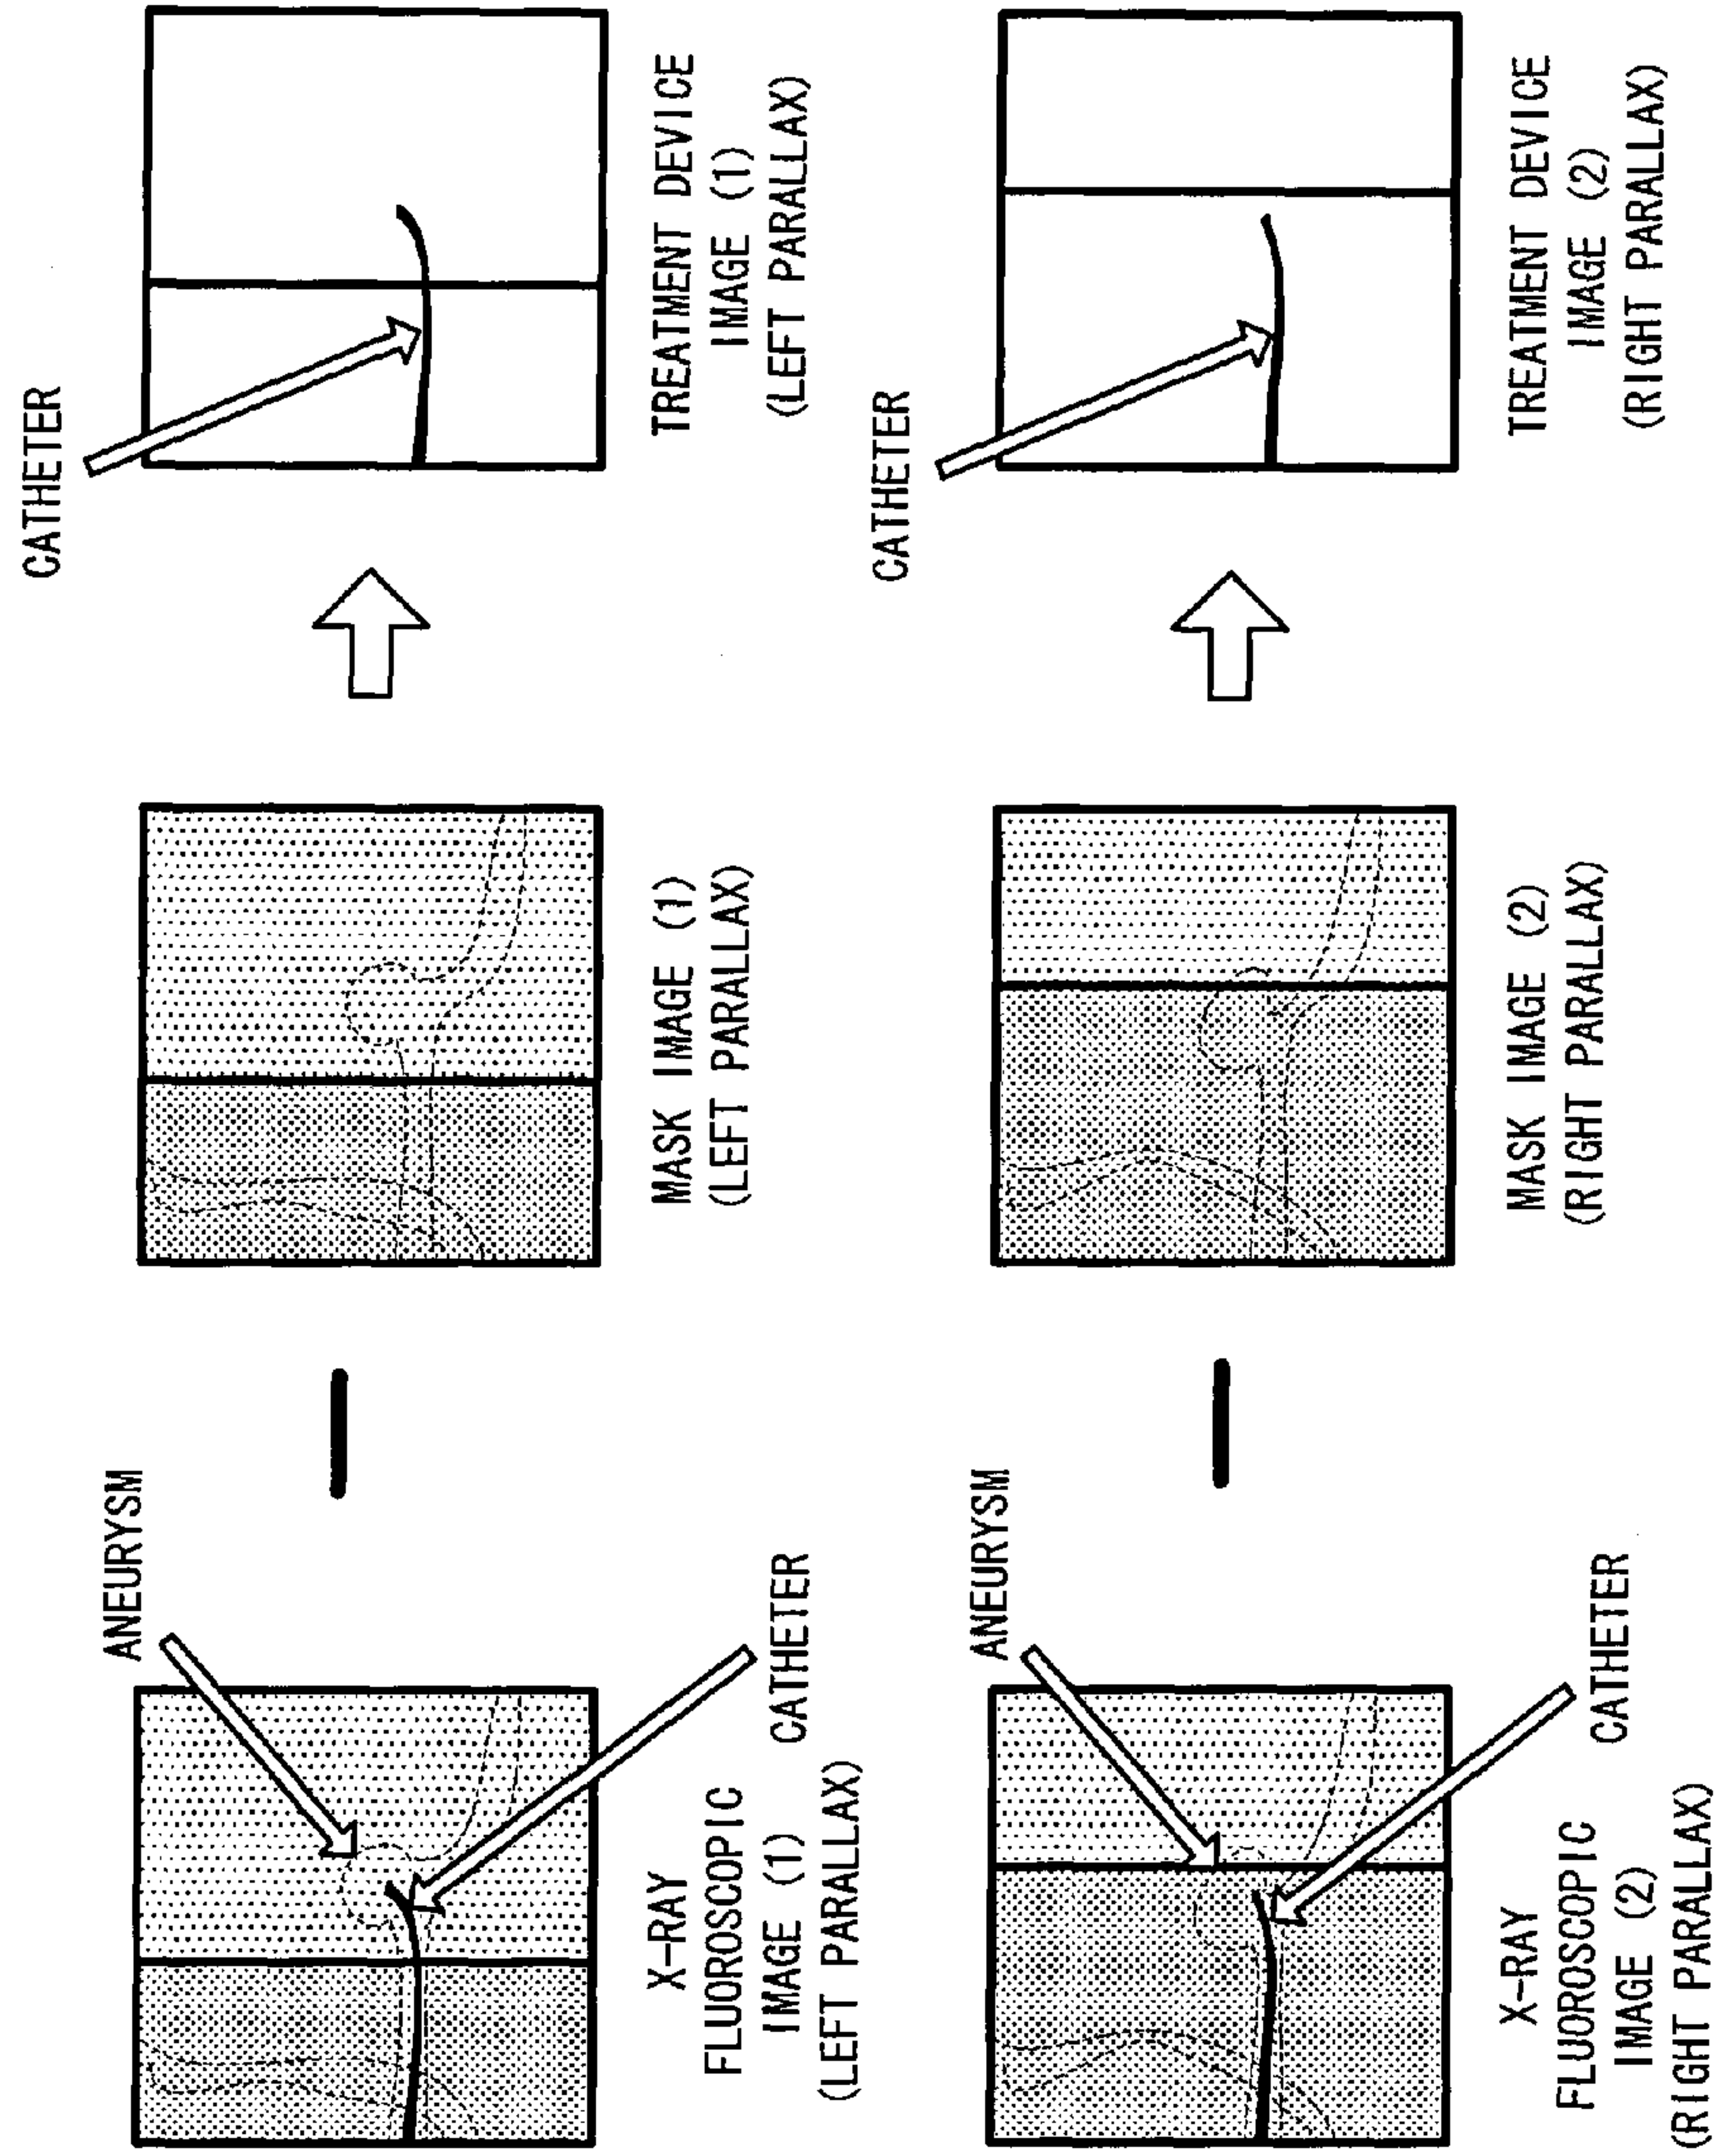 ANEURYSM
X-RAY
FLUOROSCOPIC
IMAGE (1)
(LEFT PARALLAX)
CATHETER
MASK IMAGE (1)
(LEFT PARALLAX)
CATHETER
TREATMENT DEVICE
IMAGE (1)
(LEFT PARALLAX)
ANEURYSM
X-RAY
FLUOROSCOPIC
IMAGE (2)
(RIGHT PARALLAX)
CATHETER
MASK IMAGE (2)
(RIGHT PARALLAX)
CATHETER
TREATMENT DEVICE
IMAGE (2)
(RIGHT PARALLAX)